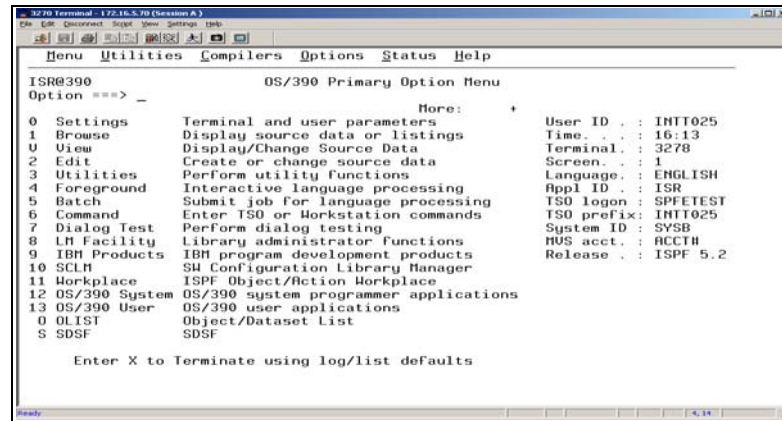 3270 Terminal - 172.16.5.70 (Session A )
File Edit Disconnect Script View Settings Help
Menu Utilities Compilers Options Status Help
ISR@390 OS/390 Primary Option Menu
Option ===> _
More: +
0 Settings Terminal and user parameters User ID . : INTT025
1 Browse Display source data or listings Time. . . : 16:13
V View Display/Change Source Data Terminal. : 3278
2 Edit Create or change source data Screen. . : 1
3 Utilities Perform utility functions Language. : ENGLISH
4 Foreground Interactive language processing Appl ID . : ISR
5 Batch Submit job for language processing TSO logon : SPFETEST
6 Command Enter TSO or Workstation commands TSO prefix: INTT025
7 Dialog Test Perform dialog testing System ID : SYSB
8 LM Facility Library administrator functions MVS acct. : ACCT#
9 IBM Products IBM program development products Release . : ISPF 5.2
10 SCLM SW Configuration Library Manager
11 Workplace ISPF Object/Action Workplace
12 OS/390 System OS/390 system programmer applications
13 OS/390 User OS/390 user applications
O OLIST Object/Dataset List
S SDSF SDSF
Enter X to Terminate using log/list defaults
Ready 4, 14